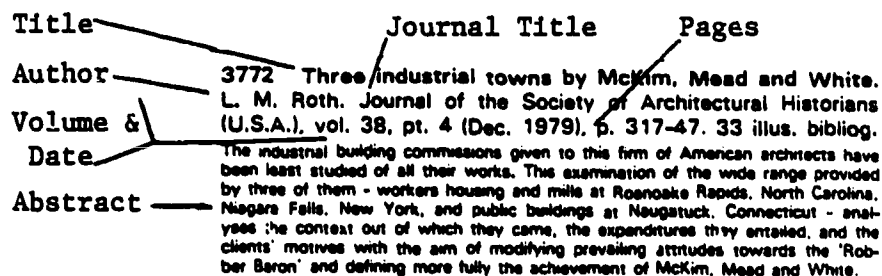 Title
Journal Title
Pages
Author
3772 Three industrial towns by McKim, Mead and White.
L. M. Roth. Journal of the Society of Architectural Historians
Volume &
Date
(U.S.A.), vol. 38, pt. 4 (Dec. 1979), p. 317-47. 33 illus. bibliog.
Abstract
The industrial building commissions given to this firm of American architects have
been least studied of all their works. This examination of the wide range provided
by three of them - workers housing and mills at Roenoake Rapids, North Carolina,
Niagara Falls, New York, and public buildings at Naugatuck, Connecticut - anal-
yses the context out of which they came, the expenditures they entailed, and the
clients' motives with the aim of modifying prevailing attitudes towards the 'Rob-
ber Baron' and defining more fully the achievement of McKim, Mead and White.